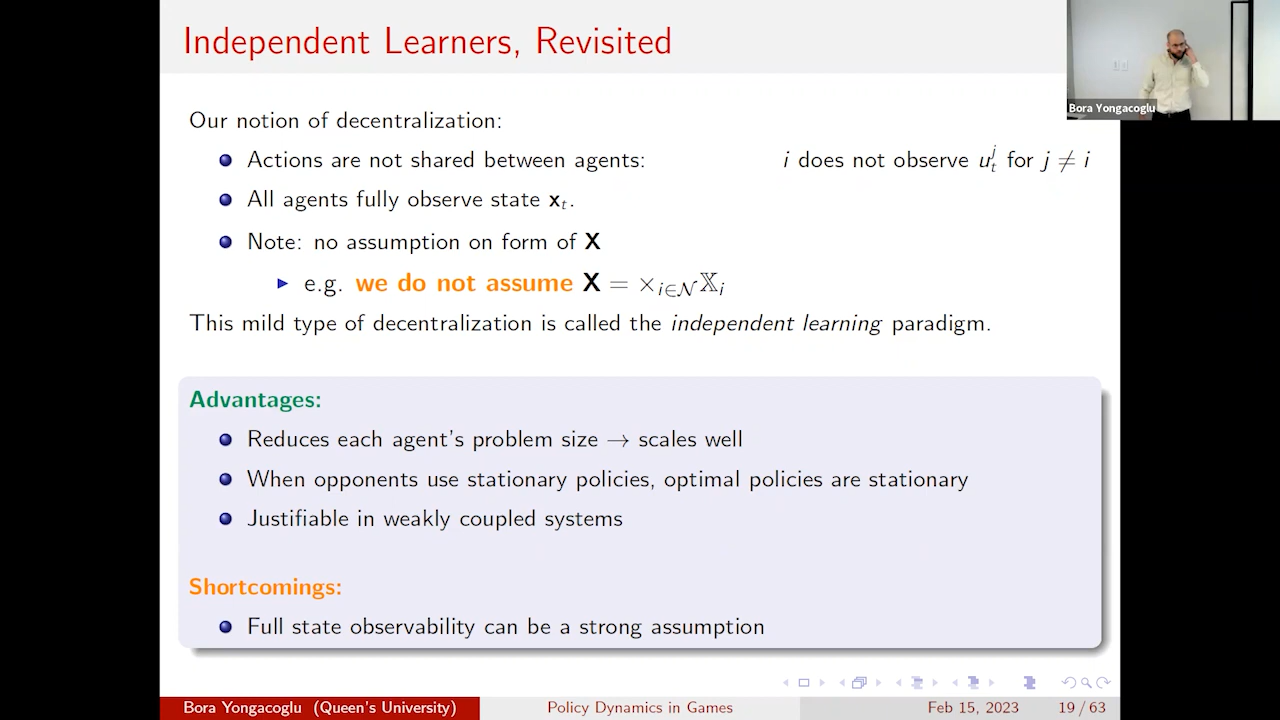 Independent Learners, Revisited
Bora Yongacoglu
Our notion of decentralization:
Actions are not shared between agents: i does not observe u_t^j for j ≠ i
All agents fully observe state x_t.
Note: no assumption on form of X
e.g. we do not assume X = ×_{i∈𝒩} 𝕏_i
This mild type of decentralization is called the independent learning paradigm.
Advantages:
Reduces each agent's problem size → scales well
When opponents use stationary policies, optimal policies are stationary
Justifiable in weakly coupled systems
Shortcomings:
Full state observability can be a strong assumption
Bora Yongacoglu (Queen's University) Policy Dynamics in Games Feb 15, 2023 19 / 63